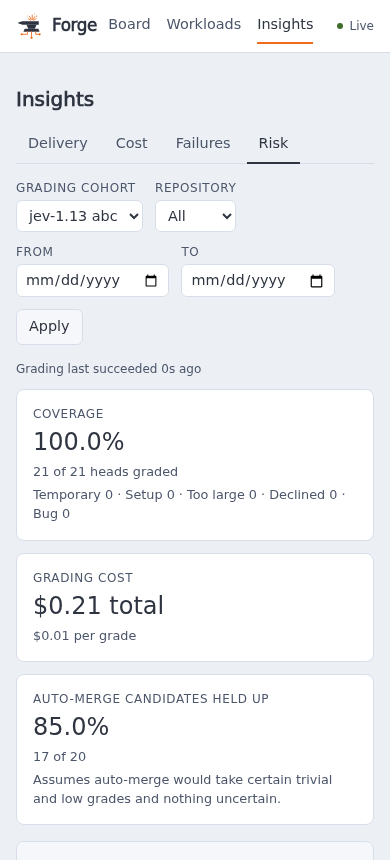 Forge Board Workloads Insights Live
Insights
Delivery Cost Failures Risk
GRADING COHORT REPOSITORY
jev-1.13 abc All
FROM TO
mm/dd/yyyy mm/dd/yyyy
Apply
Grading last succeeded 0s ago
COVERAGE
100.0%
21 of 21 heads graded
Temporary 0 · Setup 0 · Too large 0 · Declined 0 ·
Bug 0
GRADING COST
$0.21 total
$0.01 per grade
AUTO-MERGE CANDIDATES HELD UP
85.0%
17 of 20
Assumes auto-merge would take certain trivial
and low grades and nothing uncertain.